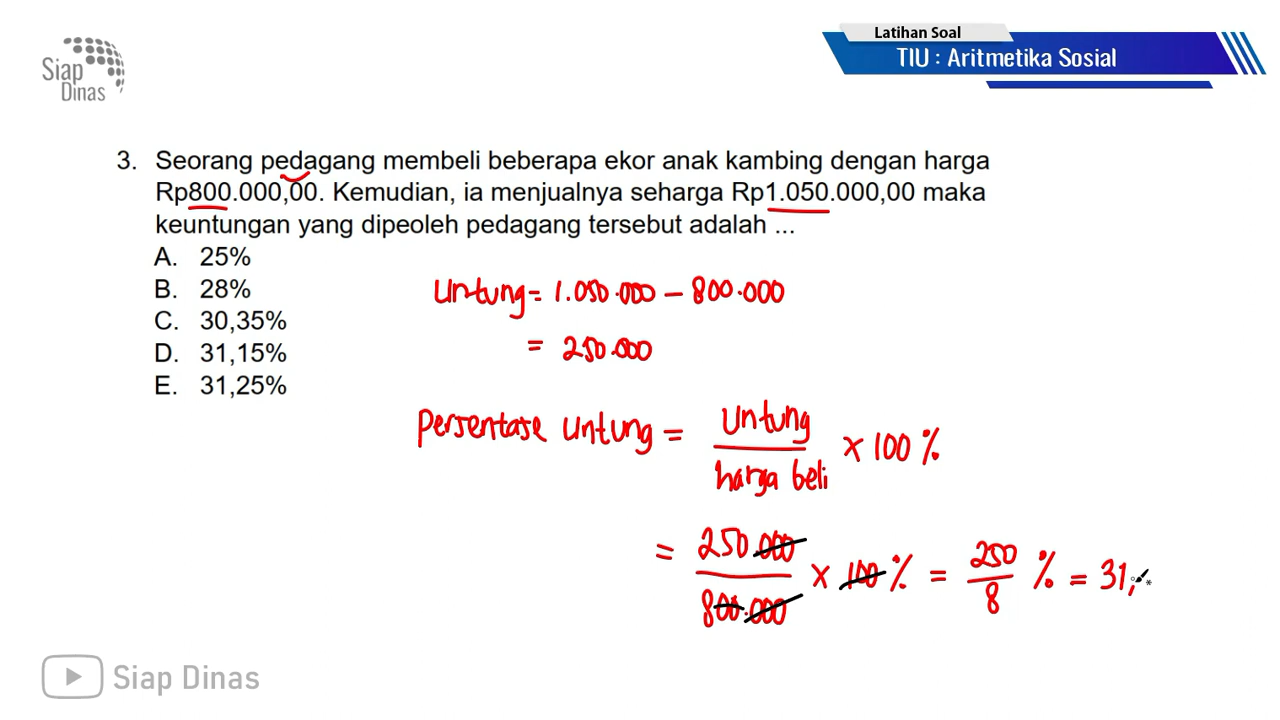 Siap
Dinas
Latihan Soal
TIU : Aritmetika Sosial
3. Seorang pedagang membeli beberapa ekor anak kambing dengan harga
Rp800.000,00. Kemudian, ia menjualnya seharga Rp1.050.000,00 maka
keuntungan yang dipeoleh pedagang tersebut adalah ...
A. 25%
B. 28%
C. 30,35%
D. 31,15%
E. 31,25%
Untung = 1.050.000 – 800.000
= 250.000
Persentase Untung = Untung / harga beli × 100 %
= 250.000 / 800.000 × 100 % = 250 / 8 % = 31,
Siap Dinas